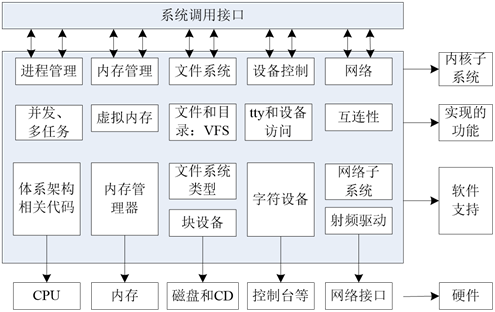 系统调用接口
进程管理
内存管理
文件系统
设备控制
网络
内核子
系统
并发、
多任务
虚拟内存
文件和目
录：VFS
tty和设备
访问
互连性
实现的
功能
体系架构
相关代码
内存管
理器
文件系统
类型
块设备
字符设备
网络子
系统
射频驱动
软件
支持
CPU
内存
磁盘和CD
控制台等
网络接口
硬件